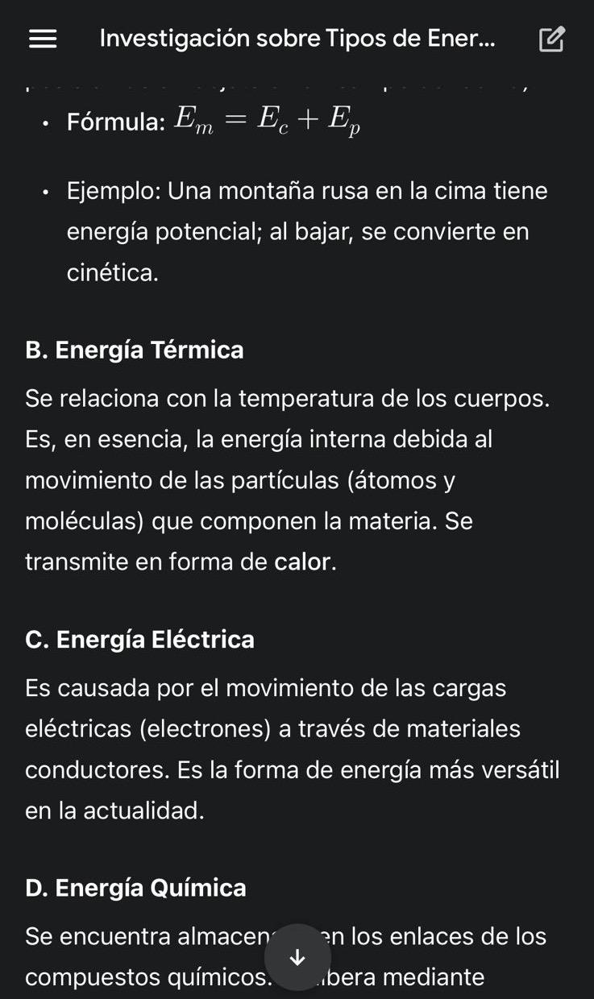 Investigación sobre Tipos de Ener...
• Fórmula: E_m = E_c + E_p
• Ejemplo: Una montaña rusa en la cima tiene
energía potencial; al bajar, se convierte en
cinética.
B. Energía Térmica
Se relaciona con la temperatura de los cuerpos.
Es, en esencia, la energía interna debida al
movimiento de las partículas (átomos y
moléculas) que componen la materia. Se
transmite en forma de calor.
C. Energía Eléctrica
Es causada por el movimiento de las cargas
eléctricas (electrones) a través de materiales
conductores. Es la forma de energía más versátil
en la actualidad.
D. Energía Química
Se encuentra en los enlaces de los
compuestos químicos. mediante